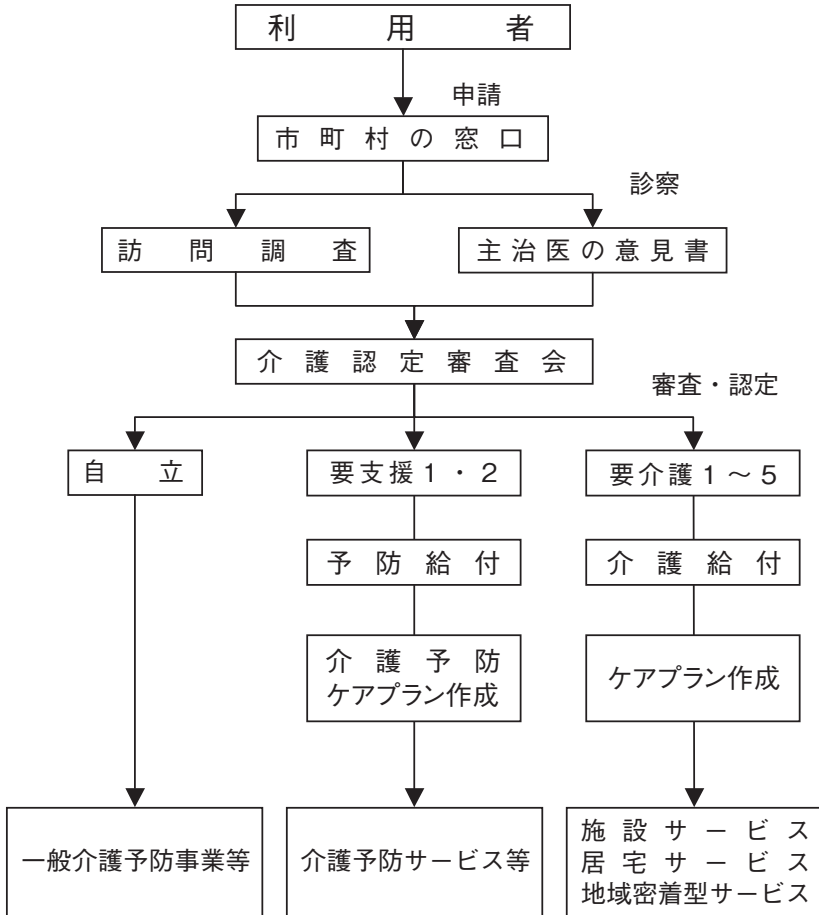 利用者
申請
市町村の窓口
診察
訪問調査
主治医の意見書
介護認定審査会
審査・認定
自立
要支援1・2
要介護1～5
予防給付
介護給付
介護予防
ケアプラン作成
ケアプラン作成
一般介護予防事業等
介護予防サービス等
施設サービス
居宅サービス
地域密着型サービス